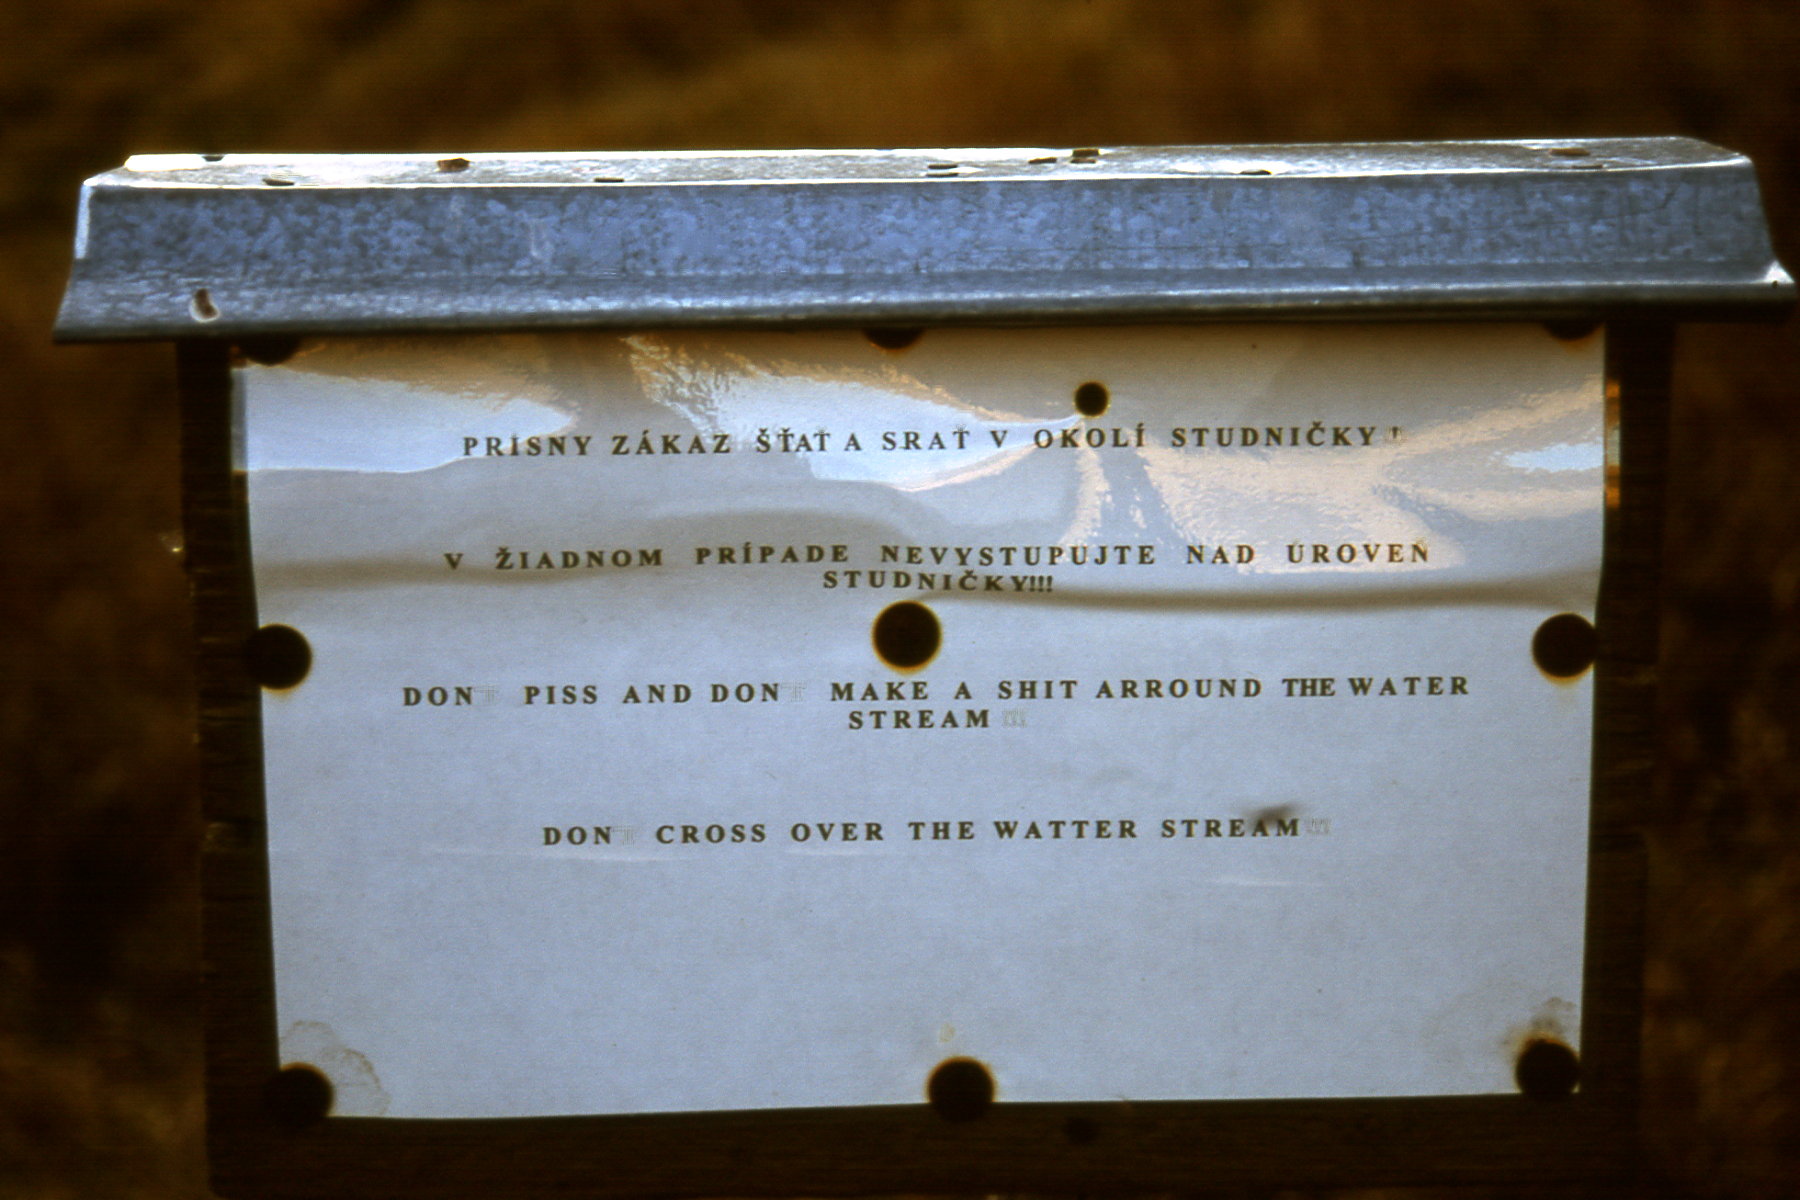 PRÍSNY ZÁKAZ ŠŤAŤ A SRAŤ V OKOLÍ STUDNIČKY !
V ŽIADNOM PRÍPADE NEVYSTUPUJTE NAD ÚROVEŇ
STUDNIČKY!!!
DON'T PISS AND DON'T MAKE A SHIT ARROUND THE WATER
STREAM !!!
DON'T CROSS OVER THE WATTER STREAM !!!